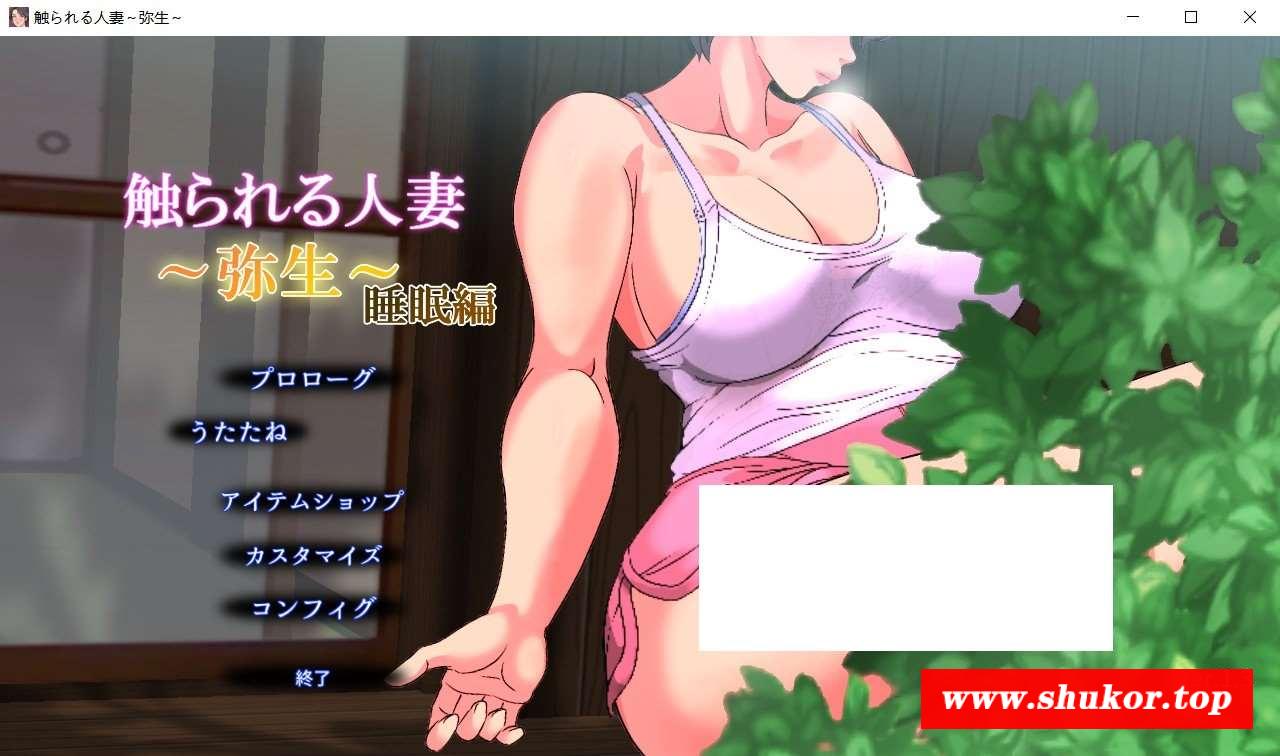 触られる人妻~弥生~
触られる人妻
~弥生~
睡眠編
プロローグ
うたたね
アイテムショップ
カスタマイズ
コンフィグ
終了
www.shukor.top